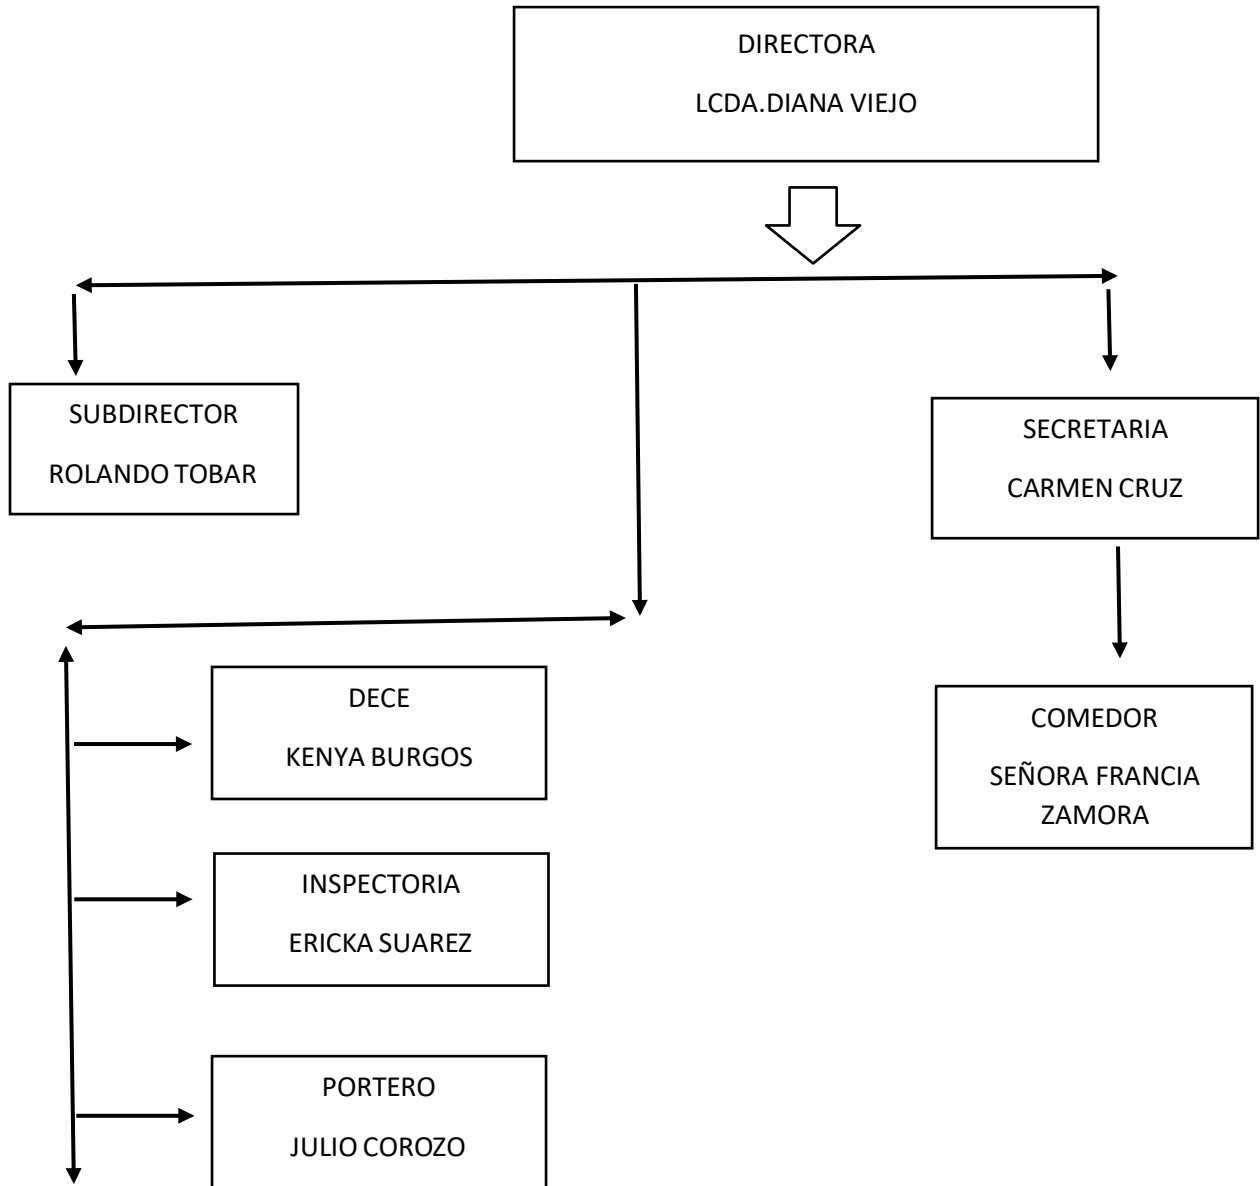 DIRECTORA
LCDA.DIANA VIEJO
SUBDIRECTOR
ROLANDO TOBAR
SECRETARIA
CARMEN CRUZ
DECE
KENYA BURGOS
COMEDOR
SEÑORA FRANCIA
ZAMORA
INSPECTORIA
ERICKA SUAREZ
PORTERO
JULIO COROZO